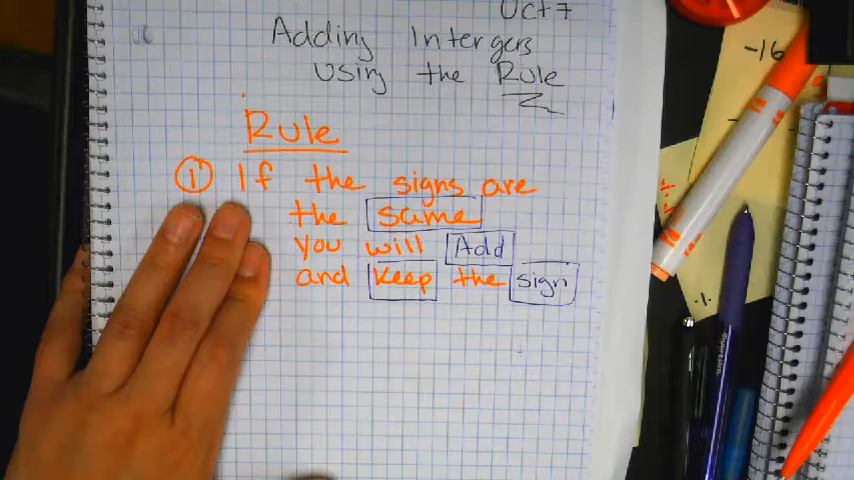 Oct 7
Adding Intergers
Using the Rule
Rule
① If the signs are
the same
you will Add
and keep the sign
-16